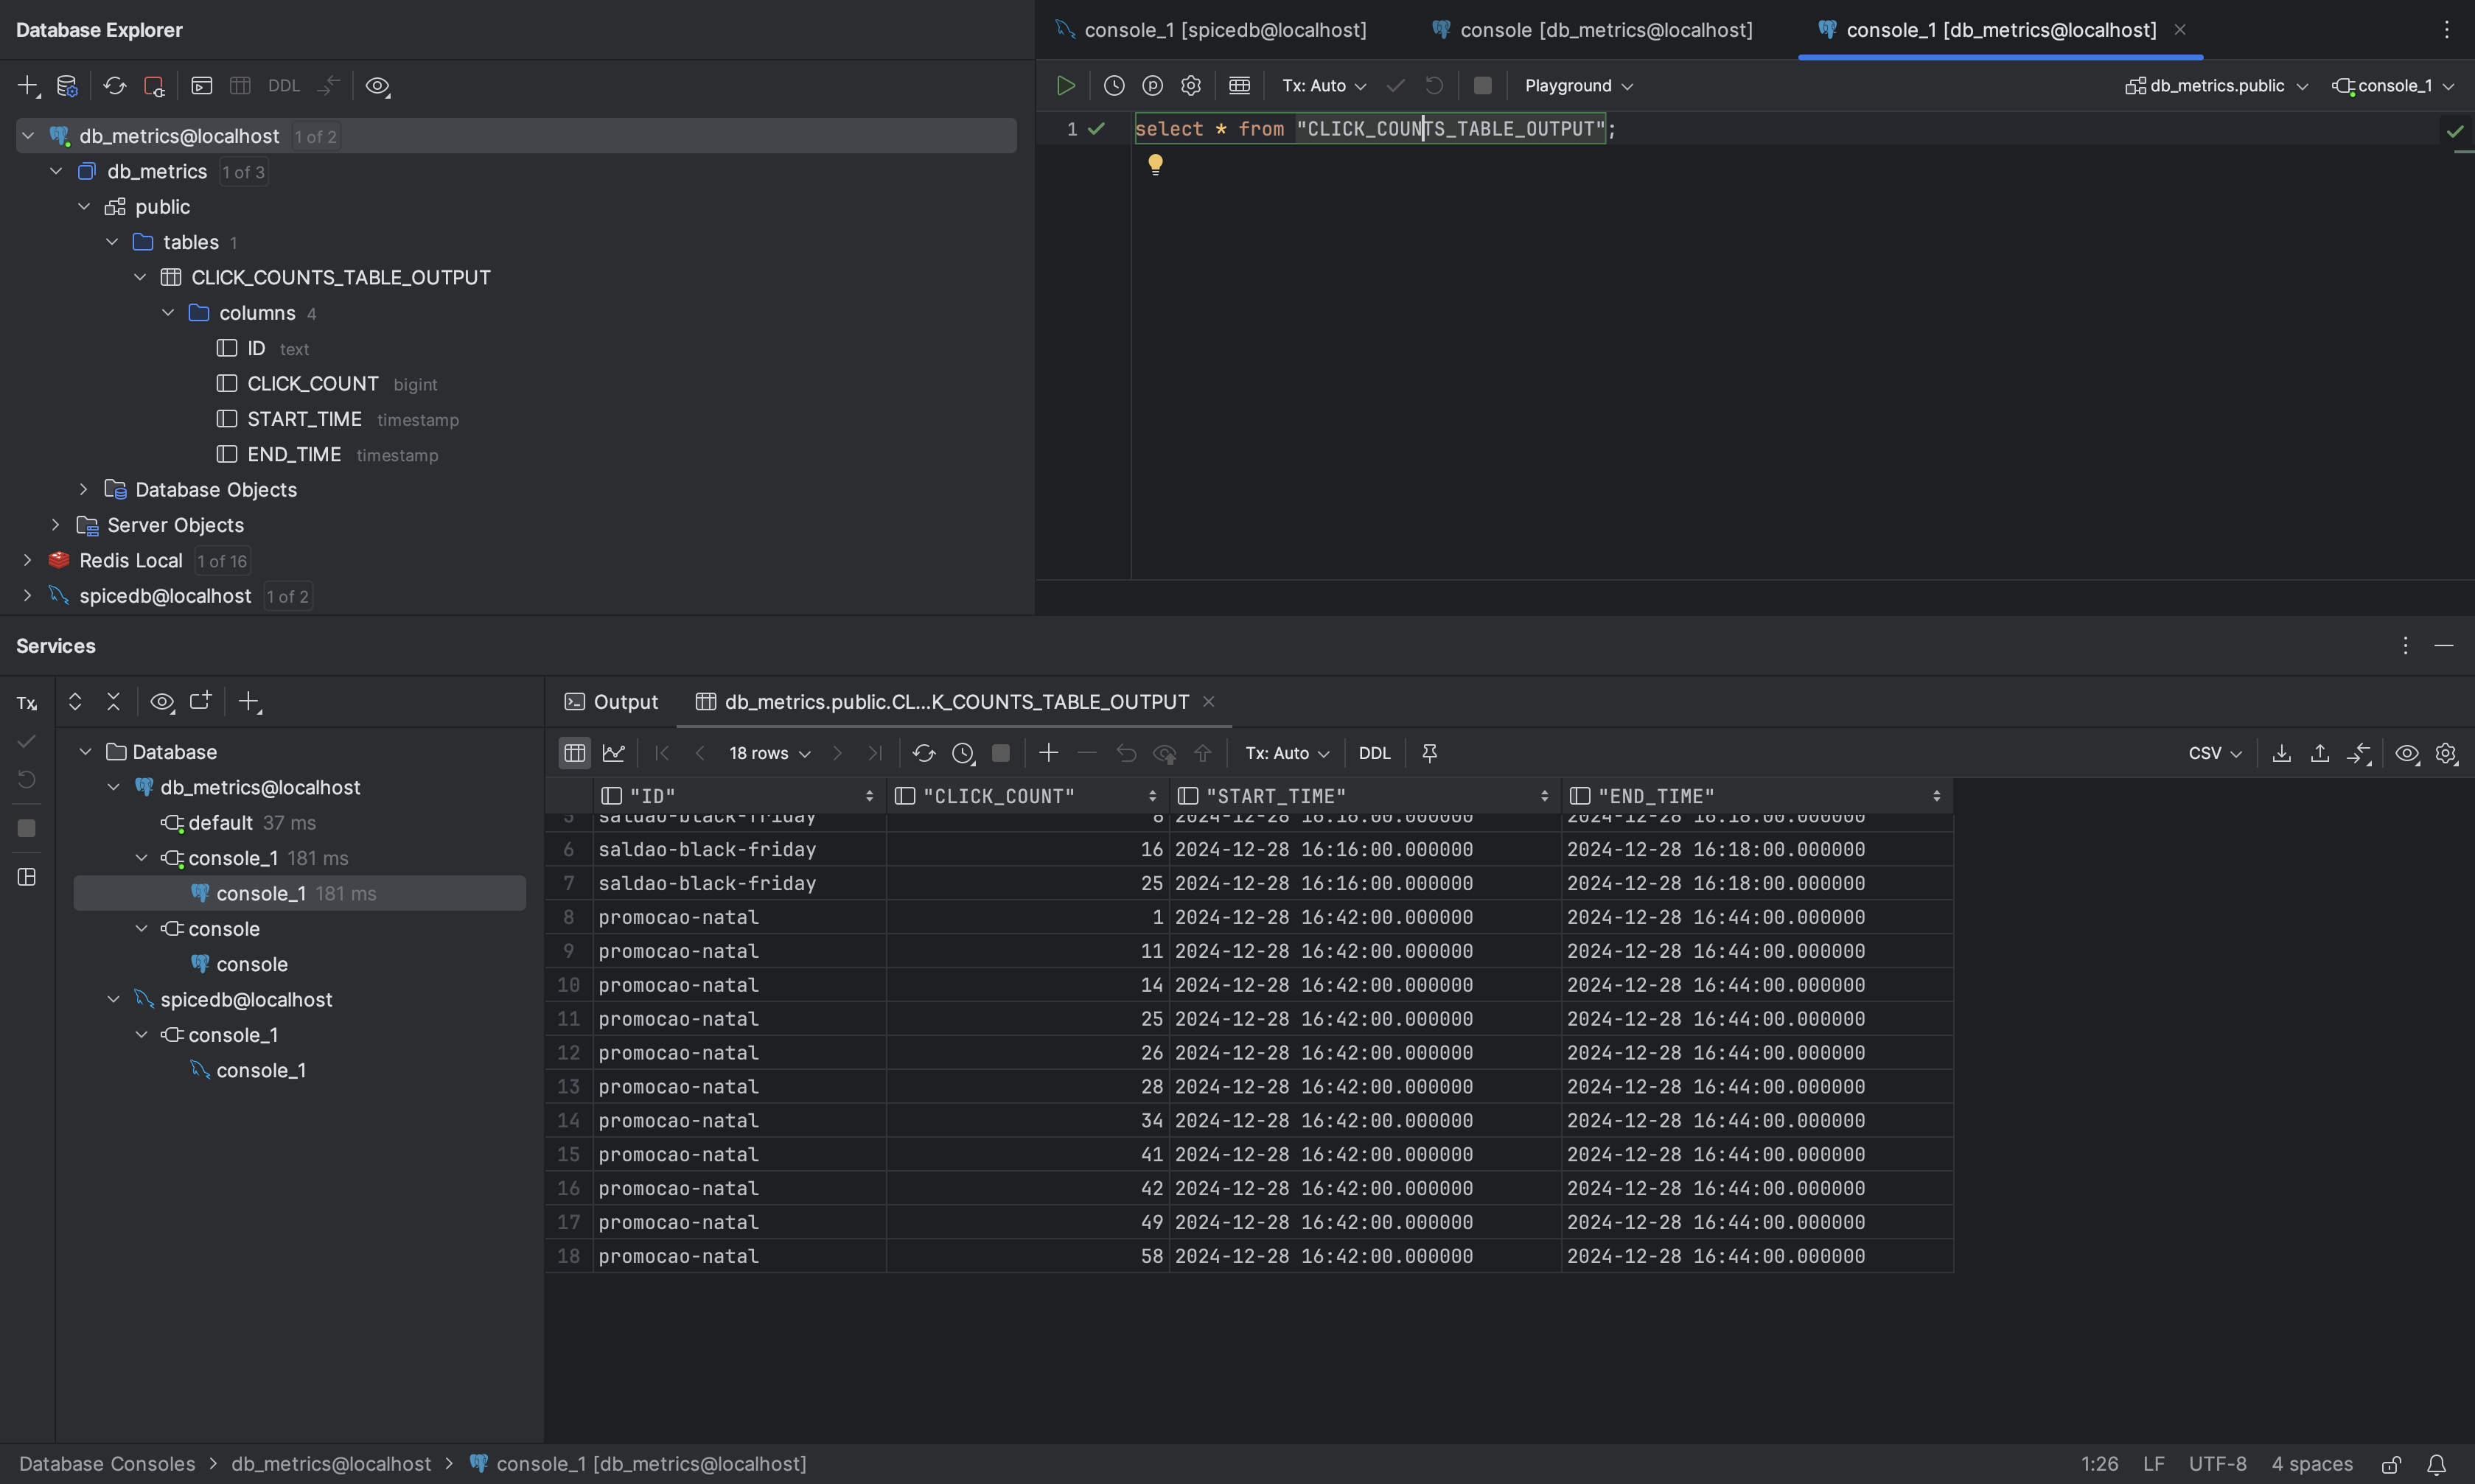 Database Explorer
console_1 [spicedb@localhost]
console [db_metrics@localhost]
console_1 [db_metrics@localhost]
DDL
Tx: Auto
Playground
db_metrics.public
console_1
db_metrics@localhost 1 of 2
db_metrics 1 of 3
public
tables 1
CLICK_COUNTS_TABLE_OUTPUT
columns 4
ID text
CLICK_COUNT bigint
START_TIME timestamp
END_TIME timestamp
Database Objects
Server Objects
Redis Local 1 of 16
spicedb@localhost 1 of 2
1 select * from "CLICK_COUNTS_TABLE_OUTPUT";
Services
Tx
Database
db_metrics@localhost
default 37 ms
console_1 181 ms
console_1 181 ms
console
console
spicedb@localhost
console_1
console_1
Output
db_metrics.public.CL...K_COUNTS_TABLE_OUTPUT
18 rows
Tx: Auto
DDL
CSV
"ID" "CLICK_COUNT" "START_TIME" "END_TIME"
5 saldao-black-friday 2024-12-28 16:16:00.000000 2024-12-28 16:18:00.000000
6 saldao-black-friday 16 2024-12-28 16:16:00.000000 2024-12-28 16:18:00.000000
7 saldao-black-friday 25 2024-12-28 16:16:00.000000 2024-12-28 16:18:00.000000
8 promocao-natal 1 2024-12-28 16:42:00.000000 2024-12-28 16:44:00.000000
9 promocao-natal 11 2024-12-28 16:42:00.000000 2024-12-28 16:44:00.000000
10 promocao-natal 14 2024-12-28 16:42:00.000000 2024-12-28 16:44:00.000000
11 promocao-natal 25 2024-12-28 16:42:00.000000 2024-12-28 16:44:00.000000
12 promocao-natal 26 2024-12-28 16:42:00.000000 2024-12-28 16:44:00.000000
13 promocao-natal 28 2024-12-28 16:42:00.000000 2024-12-28 16:44:00.000000
14 promocao-natal 34 2024-12-28 16:42:00.000000 2024-12-28 16:44:00.000000
15 promocao-natal 41 2024-12-28 16:42:00.000000 2024-12-28 16:44:00.000000
16 promocao-natal 42 2024-12-28 16:42:00.000000 2024-12-28 16:44:00.000000
17 promocao-natal 49 2024-12-28 16:42:00.000000 2024-12-28 16:44:00.000000
18 promocao-natal 58 2024-12-28 16:42:00.000000 2024-12-28 16:44:00.000000
Database Consoles > db_metrics@localhost > console_1 [db_metrics@localhost]
1:26 LF UTF-8 4 spaces